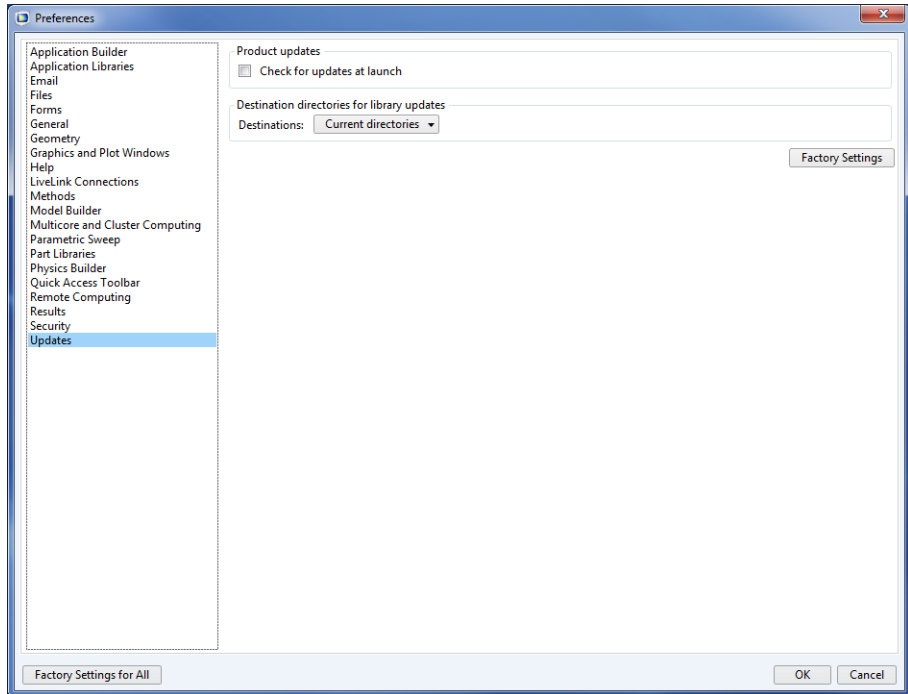 Preferences
Application Builder
Application Libraries
Email
Files
Forms
General
Geometry
Graphics and Plot Windows
Help
LiveLink Connections
Methods
Model Builder
Multicore and Cluster Computing
Parametric Sweep
Part Libraries
Physics Builder
Quick Access Toolbar
Remote Computing
Results
Security
Updates
Product updates
Check for updates at launch
Destination directories for library updates
Destinations: Current directories
Factory Settings
Factory Settings for All
OK Cancel